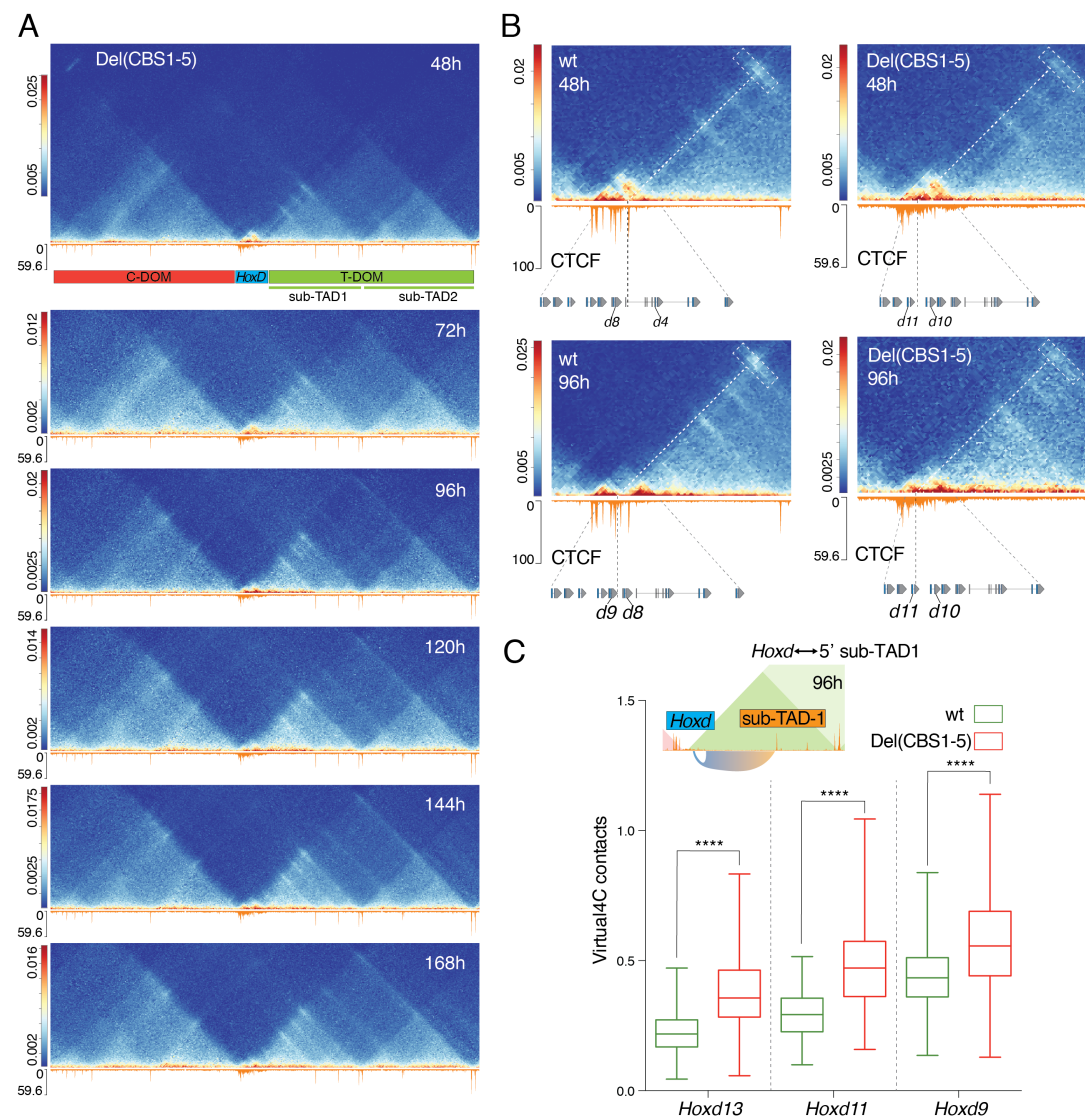 A
Del(CBS1-5)
48h
0.025
0.005
0
59.6
C-DOM
HoxD
T-DOM
sub-TAD1
sub-TAD2
72h
0.012
0.002
0
59.6
96h
0.02
0.0025
0
59.6
120h
0.014
0.002
0
59.6
144h
0.0175
0.0025
0
59.6
168h
0.016
0.002
0
59.6
B
wt
48h
0.02
0.005
0
100
CTCF
d8
d4
Del(CBS1-5)
48h
0.02
0.005
0
59.6
CTCF
d11
d10
wt
96h
0.025
0.005
0
100
CTCF
d9
d8
Del(CBS1-5)
96h
0.02
0.0025
0
59.6
CTCF
d11
d10
C
Hoxd↔5' sub-TAD1
96h
Hoxd
sub-TAD-1
wt
Del(CBS1-5)
Virtual4C contacts
1.5
1.0
0.5
0.0
****
****
****
Hoxd13
Hoxd11
Hoxd9